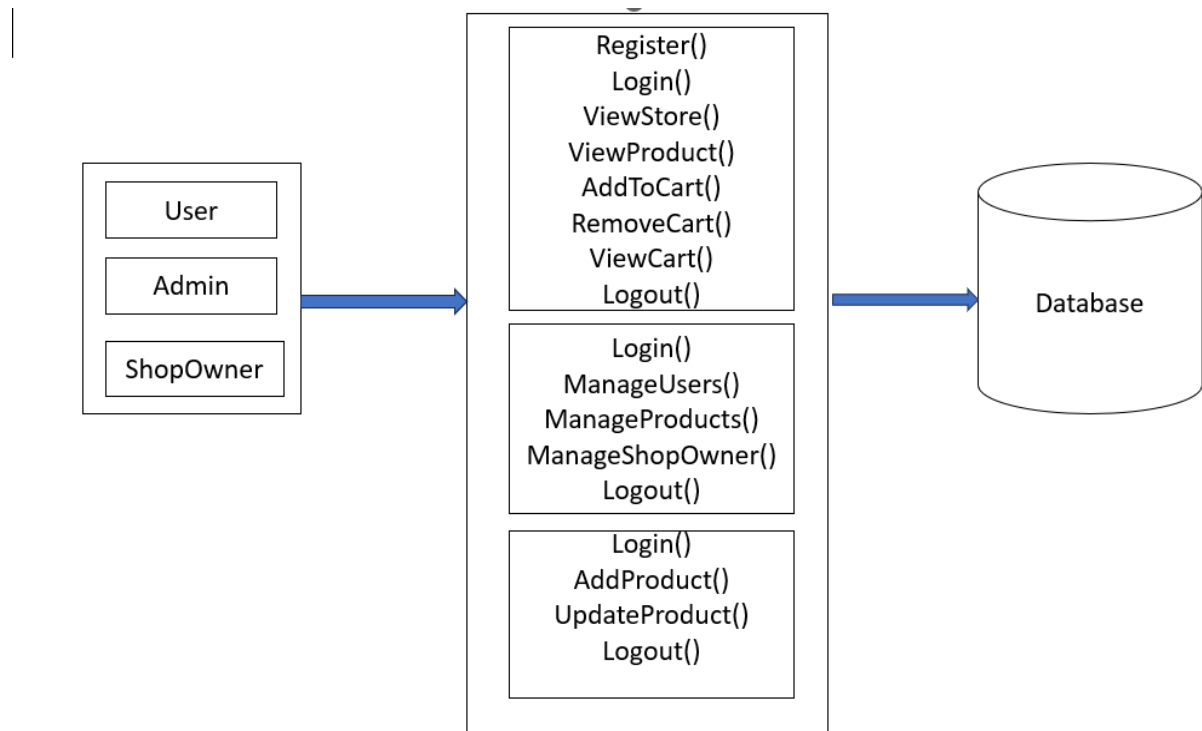 User
Admin
ShopOwner
Register()
Login()
ViewStore()
ViewProduct()
AddToCart()
RemoveCart()
ViewCart()
Logout()
Login()
ManageUsers()
ManageProducts()
ManageShopOwner()
Logout()
Login()
AddProduct()
UpdateProduct()
Logout()
Database